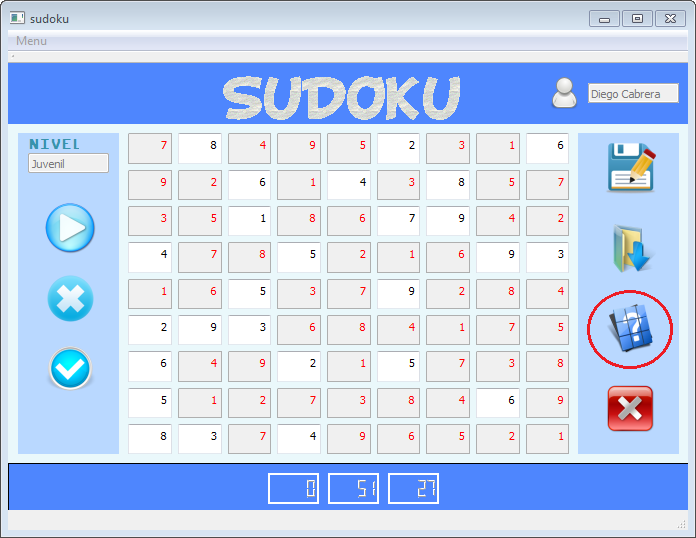 sudoku
Menu
SUDOKU
Diego Cabrera
NIVEL
Juvenil
7 8 4 9 5 2 3 1 6
9 2 6 1 4 3 8 5 7
3 5 1 8 6 7 9 4 2
4 7 8 5 2 1 6 9 3
1 6 5 3 7 9 2 8 4
2 9 3 6 8 4 1 7 5
6 4 9 2 1 5 7 3 8
5 1 2 7 3 8 4 6 9
8 3 7 4 9 6 5 2 1
?
0 51 27